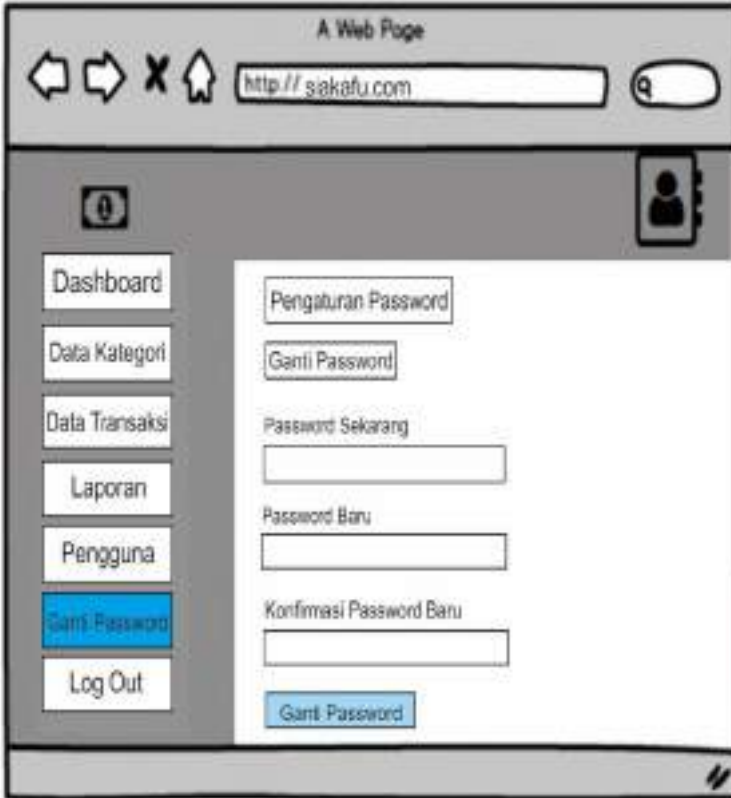 A Web Page
http:// siakafu.com
Dashboard
Data Kategori
Data Transaksi
Laporan
Pengguna
Ganti Password
Log Out
Pengaturan Password
Ganti Password
Password Sekarang
Password Baru
Konfirmasi Password Baru
Ganti Password